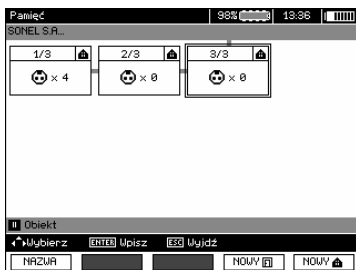 Pamięć 98% 13:36
SONEL S.A...
1/3 2/3 3/3
× 4 × 0 × 0
Obiekt
Wybierz ENTER Wpisz ESC Wyjdź
NAZWA NOWY NOWY